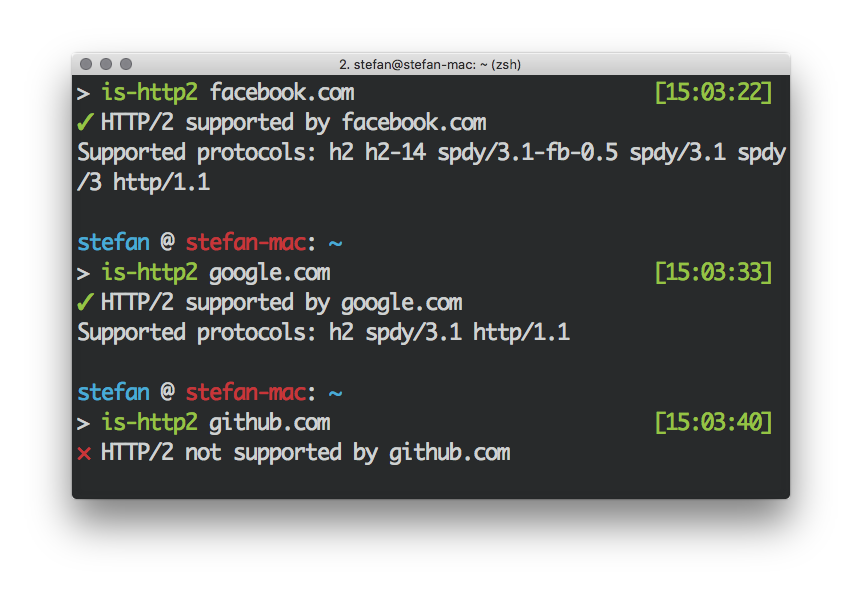 2. stefan@stefan-mac: ~ (zsh)
> is-http2 facebook.com [15:03:22]
✓ HTTP/2 supported by facebook.com
Supported protocols: h2 h2-14 spdy/3.1-fb-0.5 spdy/3.1 spdy
/3 http/1.1
stefan @ stefan-mac: ~
> is-http2 google.com [15:03:33]
✓ HTTP/2 supported by google.com
Supported protocols: h2 spdy/3.1 http/1.1
stefan @ stefan-mac: ~
> is-http2 github.com [15:03:40]
× HTTP/2 not supported by github.com